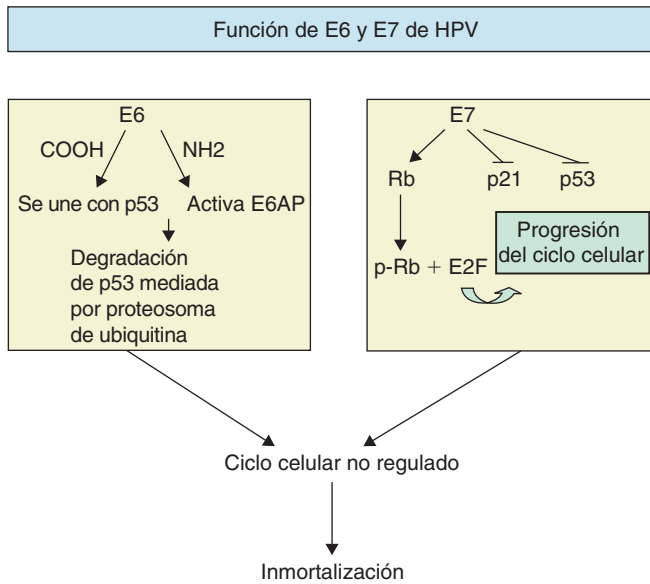 Función de E6 y E7 de HPV
E6
COOH
NH2
Se une con p53
Activa E6AP
Degradación
de p53 mediada
por proteosoma
de ubiquitina
E7
Rb
p21
p53
p-Rb + E2F
Progresión
del ciclo celular
Ciclo celular no regulado
Inmortalización